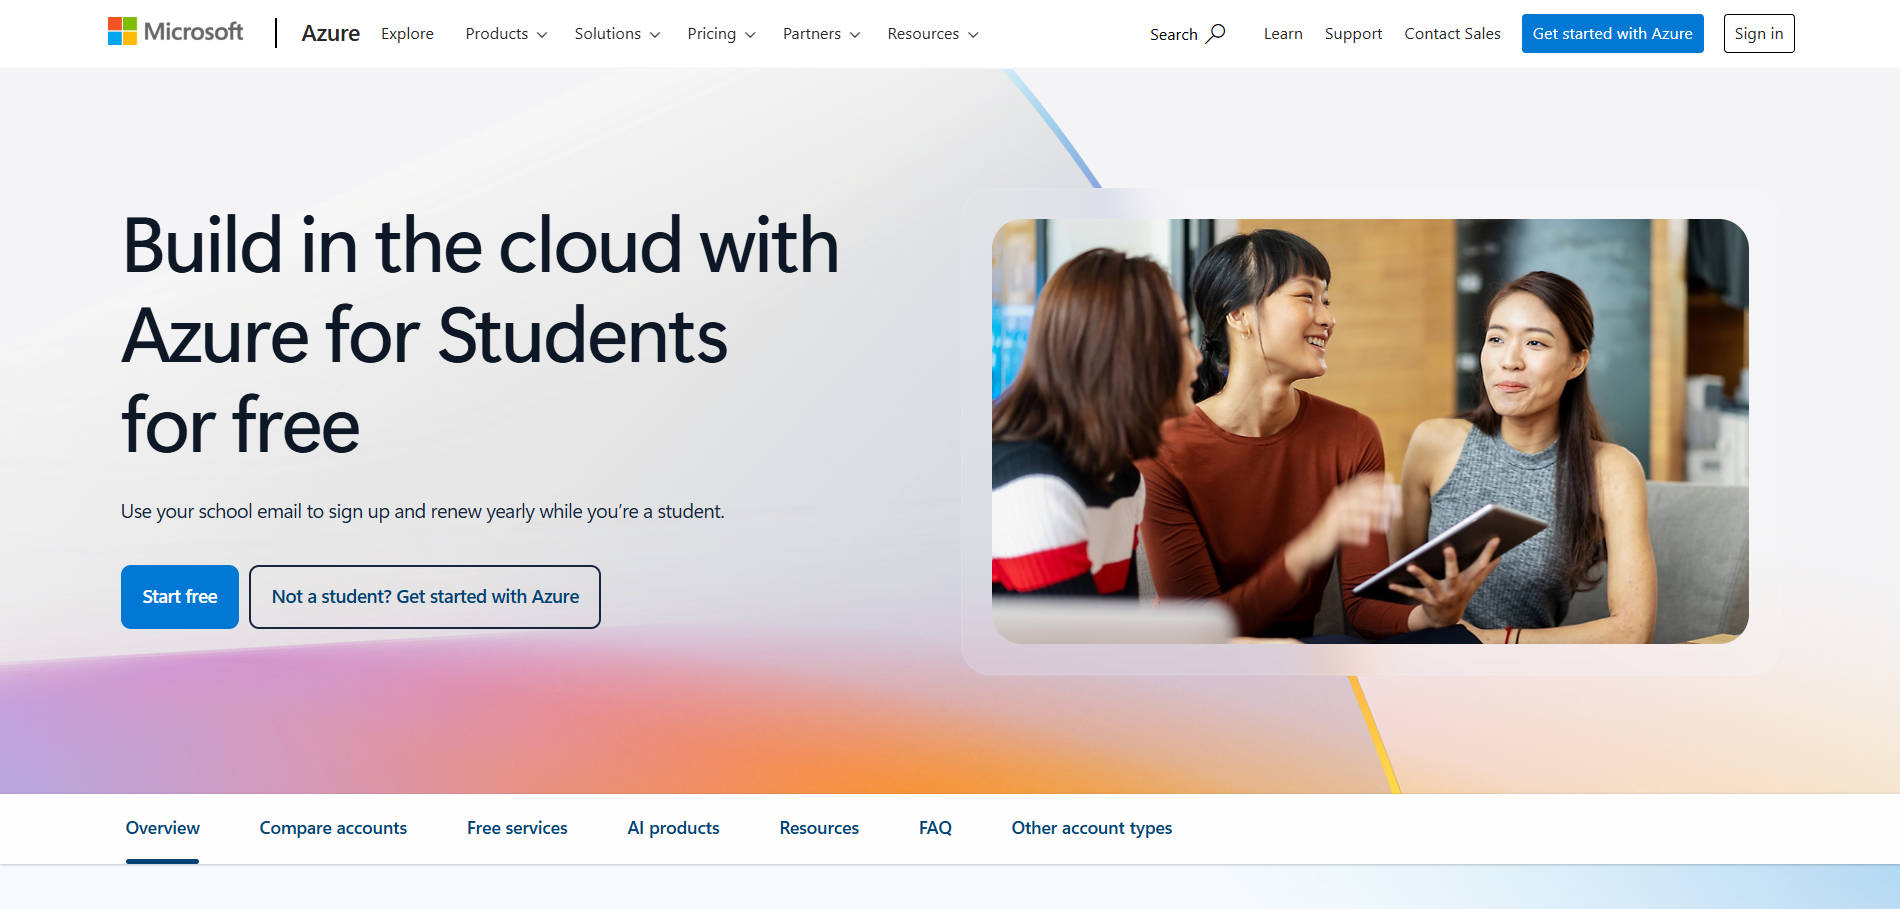 Microsoft
Azure
Explore
Products
Solutions
Pricing
Partners
Resources
Search
Learn
Support
Contact Sales
Get started with Azure
Sign in
Build in the cloud with
Azure for Students
for free
Use your school email to sign up and renew yearly while you’re a student.
Start free
Not a student? Get started with Azure
Overview
Compare accounts
Free services
AI products
Resources
FAQ
Other account types